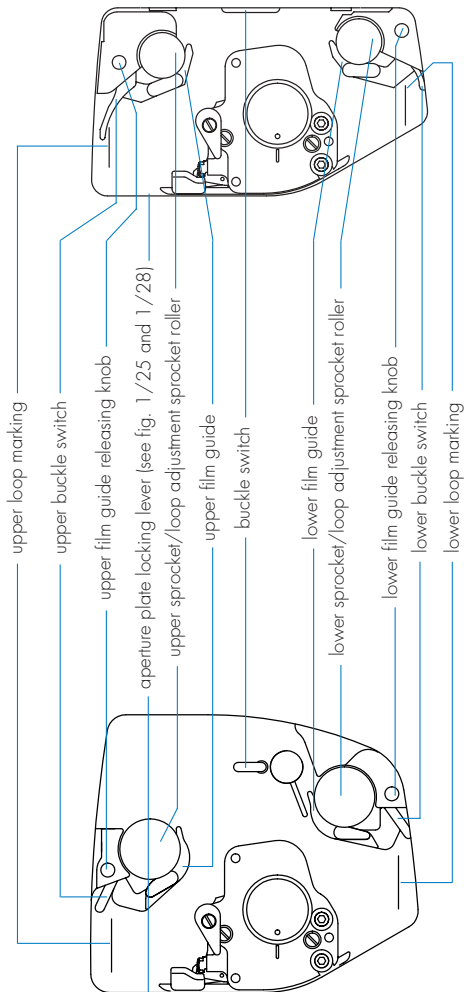 upper loop marking
upper buckle switch
upper film guide releasing knob
aperture plate locking lever (see fig. 1/25 and 1/28)
upper sprocket/loop adjustment sprocket roller
upper film guide
buckle switch
lower film guide
lower sprocket/loop adjustment sprocket roller
lower film guide releasing knob
lower buckle switch
lower loop marking